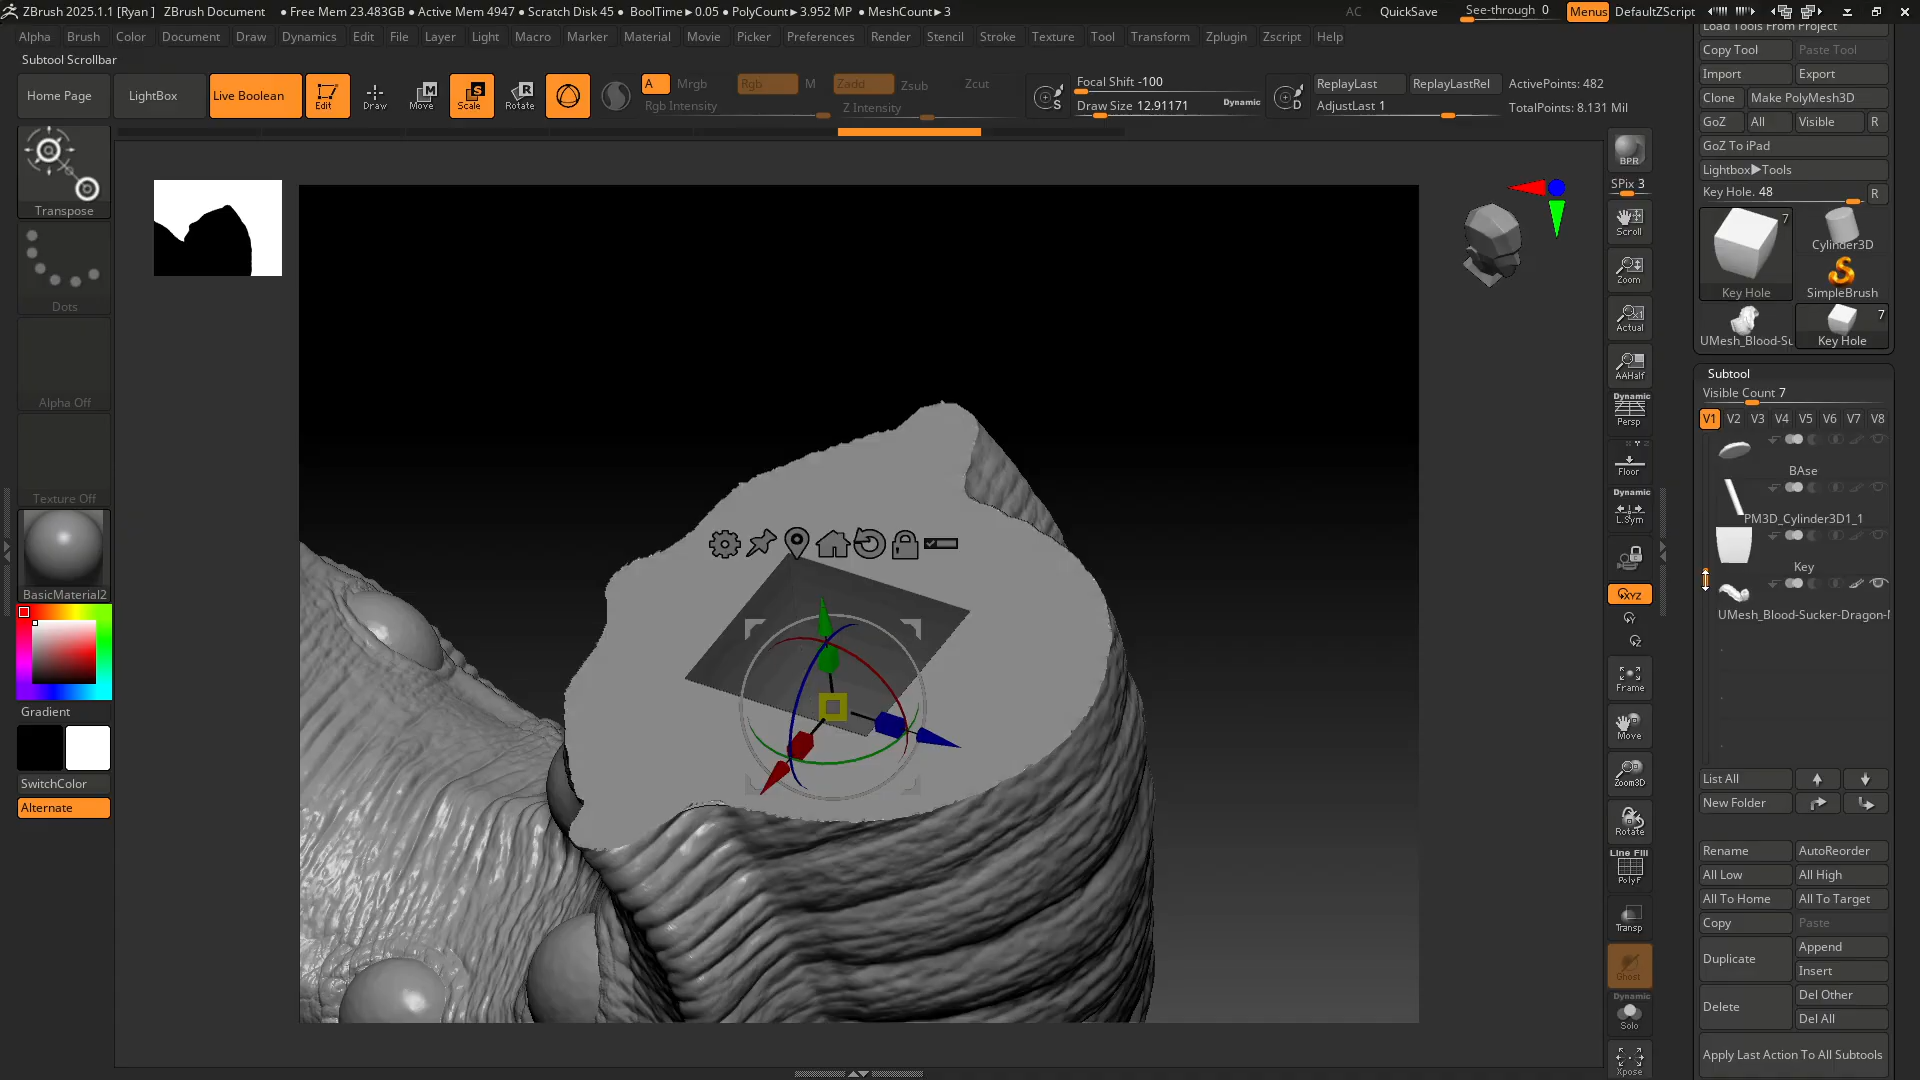 ZBrush 2025.1.1 [Ryan ] ZBrush Document ● Free Mem 23.483GB ● Active Mem 4947 ● Scratch Disk 45 ● BoolTime►0.05 ● PolyCount►3.952 MP ● MeshCount►3 AC QuickSave See-through 0 Menus DefaultZScript
Alpha Brush Color Document Draw Dynamics Edit File Layer Light Macro Marker Material Movie Picker Preferences Render Stencil Stroke Texture Tool Transform Zplugin Zscript Help
Subtool Scrollbar
Home Page LightBox Live Boolean Edit Draw Move Scale Rotate
A Mrgb Rgb M Zadd Zsub Zcut
Rgb Intensity Z Intensity
Focal Shift -100
Draw Size 12.91171 Dynamic
ReplayLast ReplayLastRel ActivePoints: 482
AdjustLast 1 TotalPoints: 8.131 Mil
Transpose
Dots
Alpha Off
Texture Off
BasicMaterial2
Gradient
SwitchColor
Alternate
BPR
SPix 3
Scroll
Zoom
Actual
AAHalf
Dynamic
Persp
Floor
Dynamic
L.Sym
XYZ
Frame
Move
Zoom3D
Rotate
Line Fill
PolyF
Transp
Ghost
Dynamic
Solo
Xpose
Load Tools From Project
Copy Tool Paste Tool
Import Export
Clone Make PolyMesh3D
GoZ All Visible R
GoZ To iPad
Lightbox►Tools
Key Hole. 48 R
7
Key Hole
Cylinder3D
SimpleBrush
UMesh_Blood-Su
7
Key Hole
Subtool
Visible Count 7
V1 V2 V3 V4 V5 V6 V7 V8
BAse
PM3D_Cylinder3D1_1
Key
UMesh_Blood-Sucker-Dragon-
List All
New Folder
Rename AutoReorder
All Low All High
All To Home All To Target
Copy Paste
Duplicate Append
Insert
Delete Del Other
Del All
Apply Last Action To All Subtools